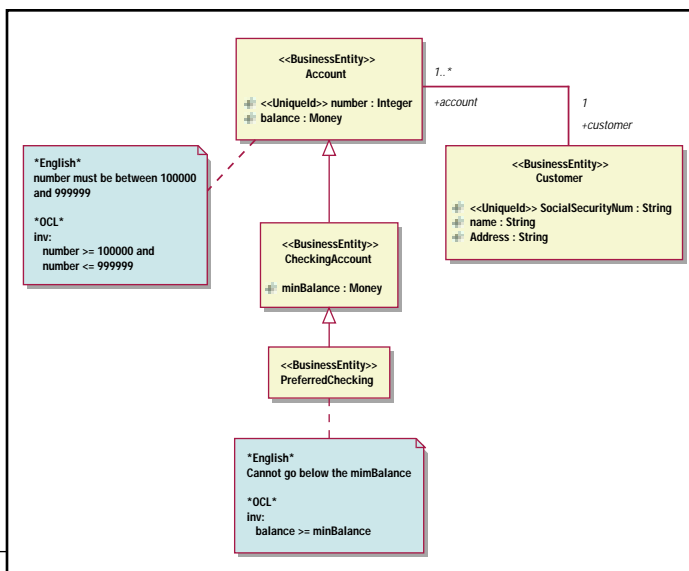 <<BusinessEntity>>
Account
<<UniqueId>> number : Integer
balance : Money
1..*
+account
1
+customer
<<BusinessEntity>>
Customer
<<UniqueId>> SocialSecurityNum : String
name : String
Address : String
*English*
number must be between 100000
and 999999
*OCL*
inv:
number >= 100000 and
number <= 999999
<<BusinessEntity>>
CheckingAccount
minBalance : Money
<<BusinessEntity>>
PreferredChecking
*English*
Cannot go below the mimBalance
*OCL*
inv:
balance >= minBalance